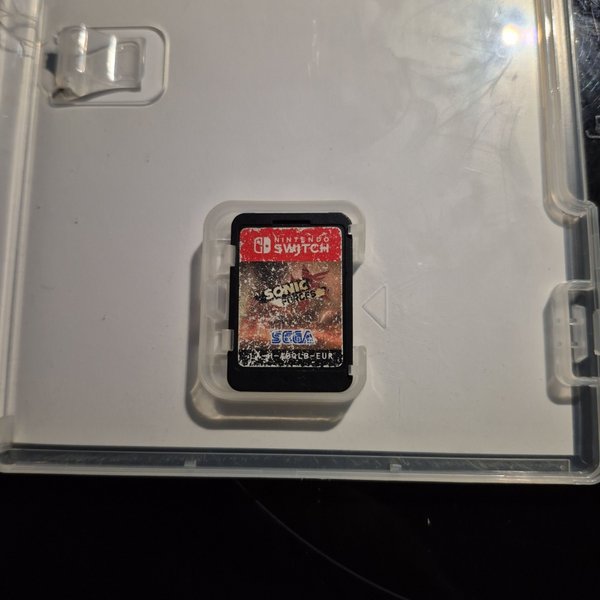 NINTENDO
SWITCH
SONIC
FORCES
SEGA